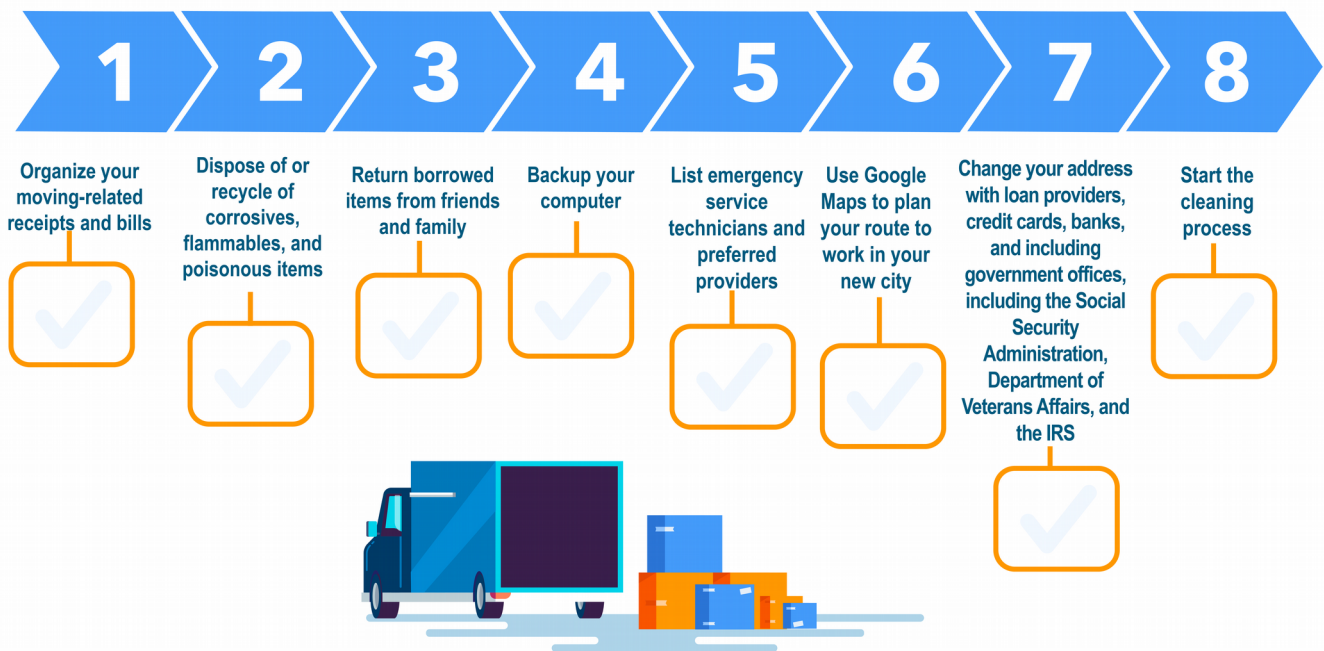 1
2
3
4
5
6
7
8
Organize your
moving-related
receipts and bills
Dispose of or
recycle of
corrosives,
flammables, and
poisonous items
Return borrowed
items from friends
and family
Backup your
computer
List emergency
service
technicians and
preferred
providers
Use Google
Maps to plan
your route to
work in your
new city
Change your address
with loan providers,
credit cards, banks,
and including
government offices,
including the Social
Security
Administration,
Department of
Veterans Affairs, and
the IRS
Start the
cleaning
process